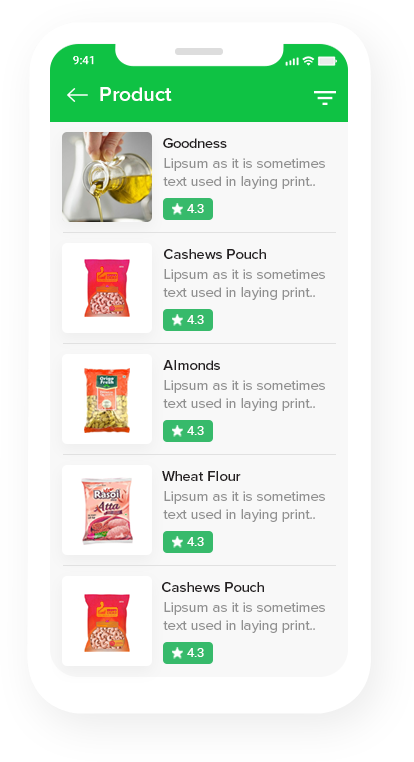 9:41
Product
Goodness
Lipsum as it is sometimes
text used in laying print..
4.3
Cashews Pouch
Lipsum as it is sometimes
text used in laying print..
4.3
Almonds
Lipsum as it is sometimes
text used in laying print..
4.3
Wheat Flour
Rasoi
Atta
Lipsum as it is sometimes
text used in laying print..
4.3
Cashews Pouch
Lipsum as it is sometimes
text used in laying print..
4.3